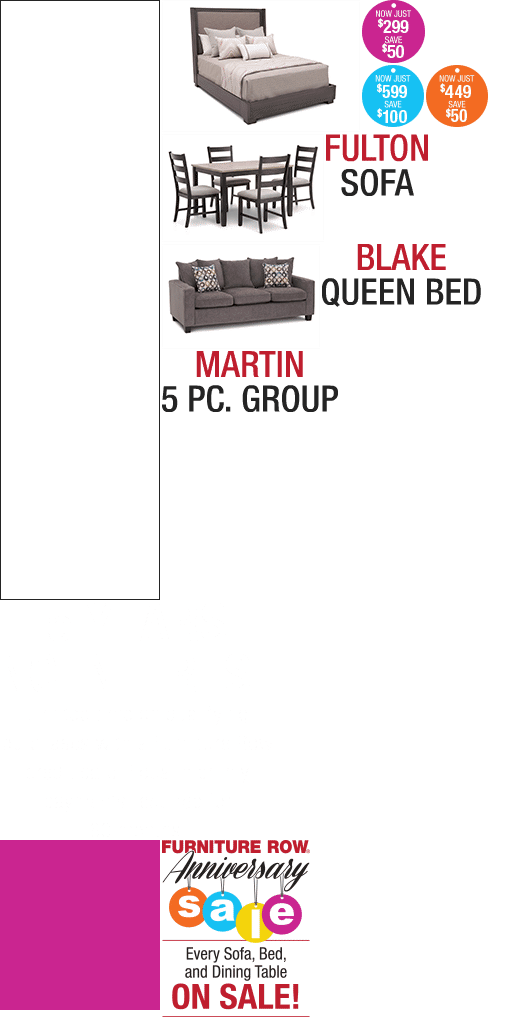 NOW JUST
$299
SAVE
$50
NOW JUST
$599
SAVE
$100
NOW JUST
$449
SAVE
$50
FULTON
SOFA
BLAKE
QUEEN BED
MARTIN
5 PC. GROUP
FURNITURE ROW®
Anniversary
sale
Every Sofa, Bed,
and Dining Table
ON SALE!